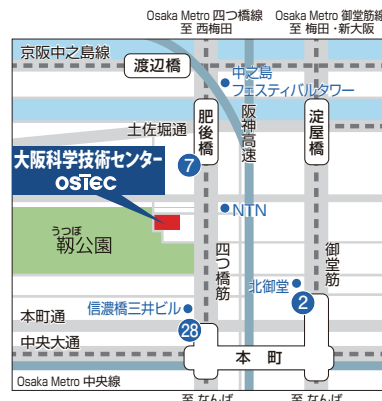 Osaka Metro 四つ橋線
至 西梅田
Osaka Metro 御堂筋線
至 梅田・新大阪
京阪中之島線
渡辺橋
中之島
フェスティバルタワー
肥後橋
阪神高速
淀屋橋
土佐堀通
大阪科学技術センター
OSTEC
7
NTN
うつぼ
靱公園
四つ橋筋
御堂筋
北御堂
2
信濃橋三井ビル
本町通
28
中央大通
本町
Osaka Metro 中央線
至 なんば
至 なんば